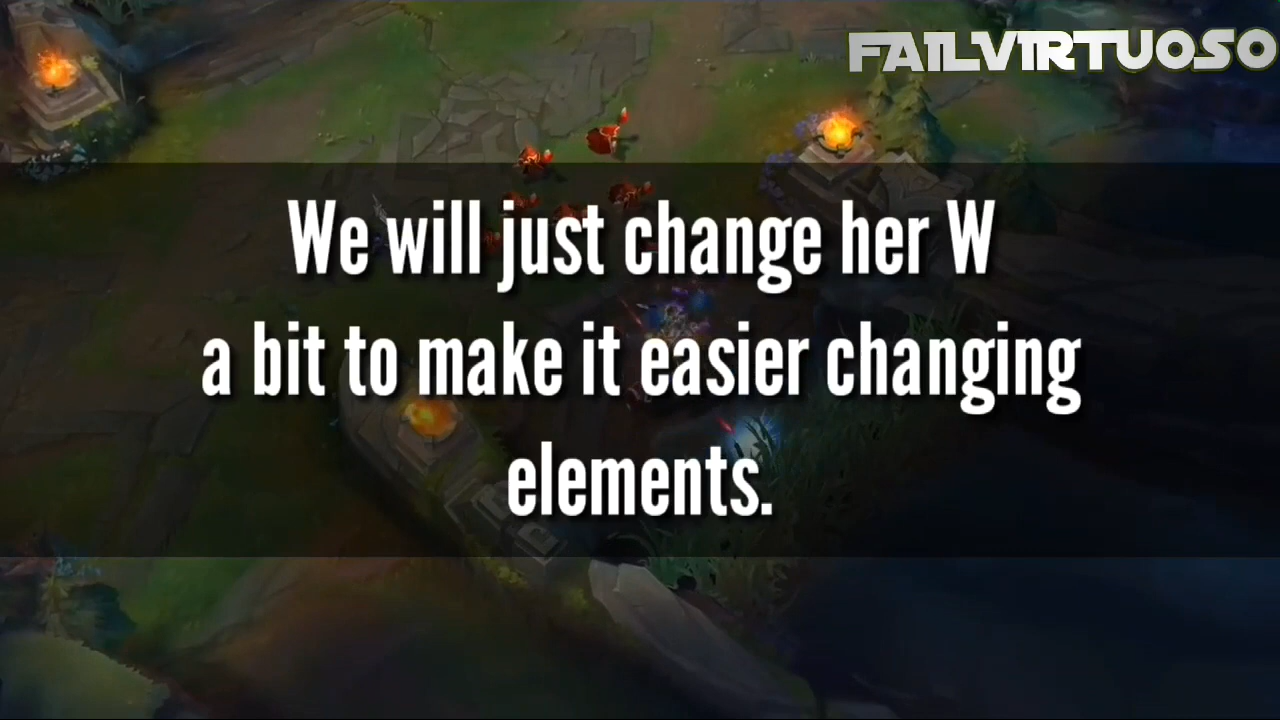 FAILVIRTUOSO
We will just change her W
a bit to make it easier changing
elements.